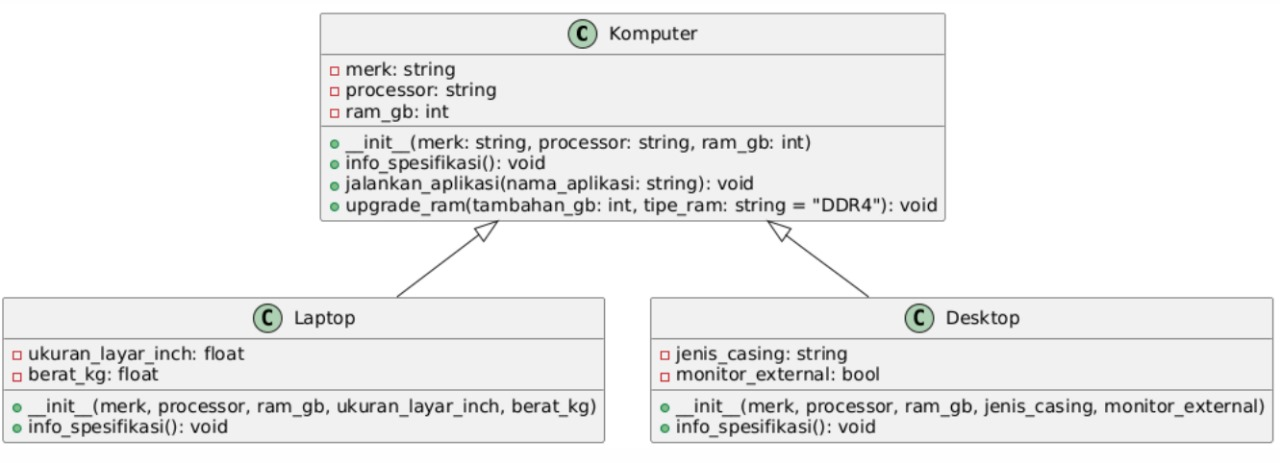 C Komputer
merk: string
processor: string
ram_gb: int
__init__(merk: string, processor: string, ram_gb: int)
info_spesifikasi(): void
jalankan_aplikasi(nama_aplikasi: string): void
upgrade_ram(tambahan_gb: int, tipe_ram: string = "DDR4"): void
C Laptop
ukuran_layar_inch: float
berat_kg: float
__init__(merk, processor, ram_gb, ukuran_layar_inch, berat_kg)
info_spesifikasi(): void
C Desktop
jenis_casing: string
monitor_external: bool
__init__(merk, processor, ram_gb, jenis_casing, monitor_external)
info_spesifikasi(): void